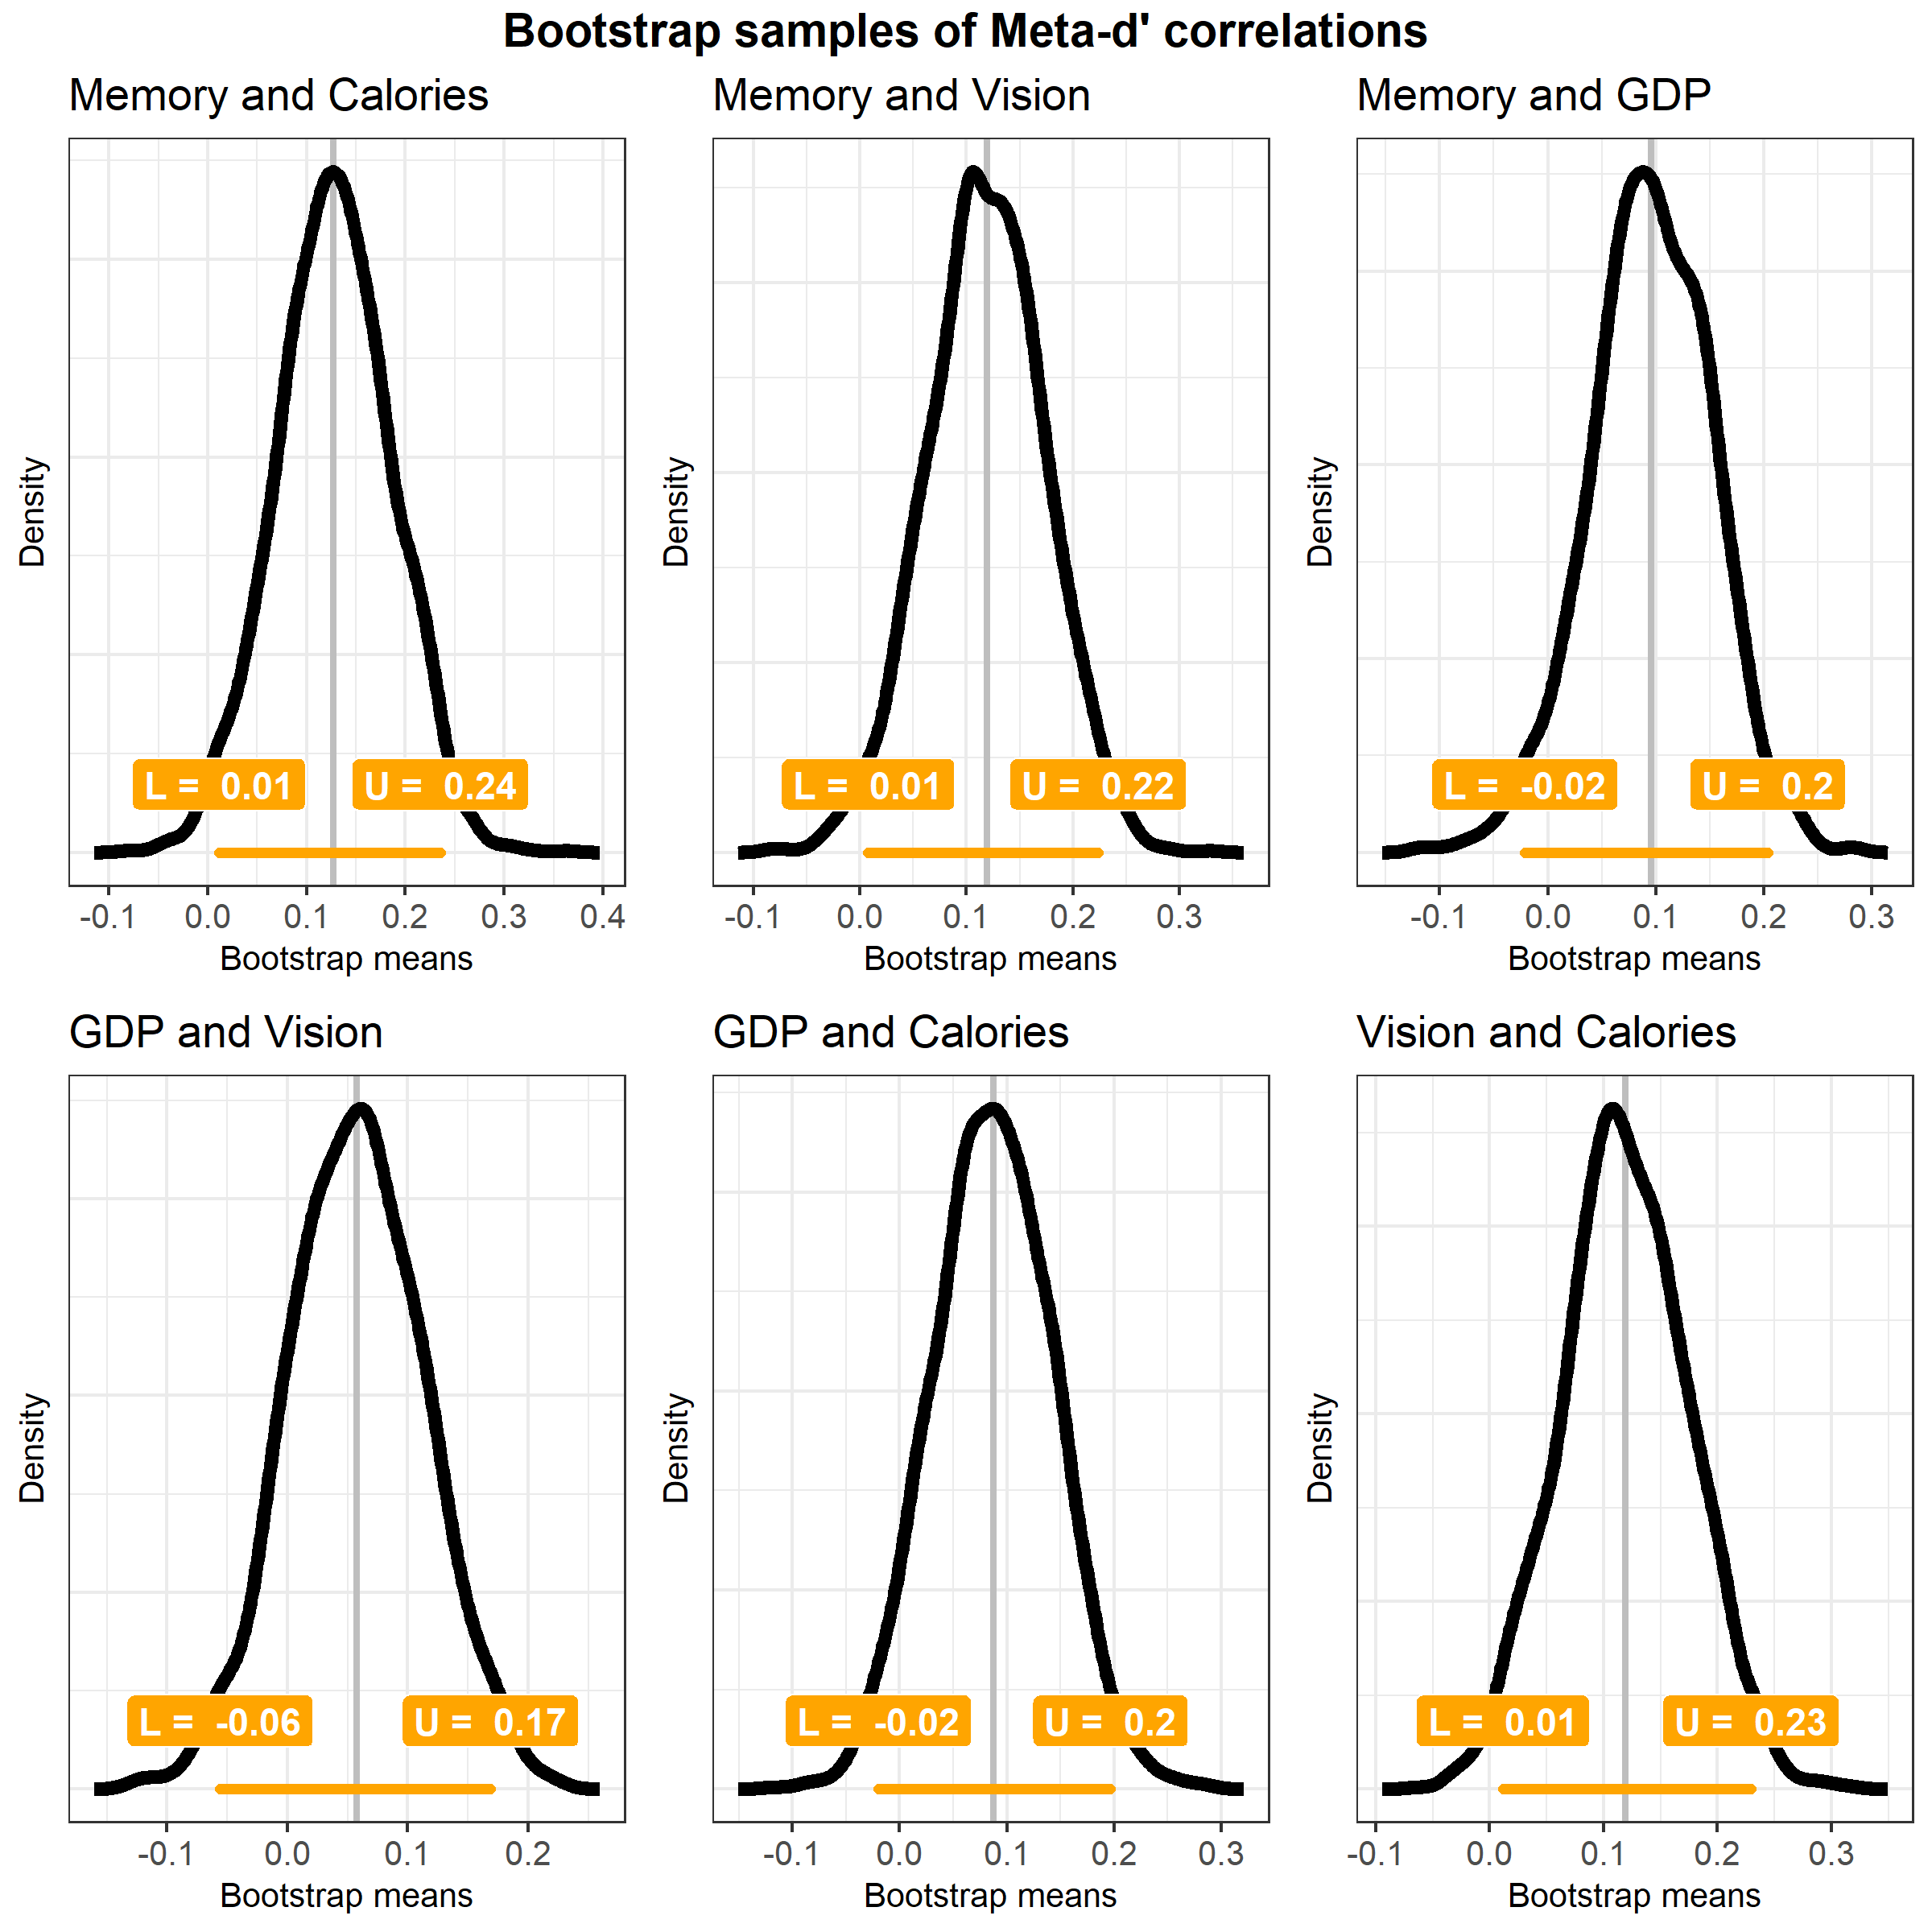 Bootstrap samples of Meta-d' correlations
Memory and Calories
Density
L = 0.01
U = 0.24
-0.1 0.0 0.1 0.2 0.3 0.4
Bootstrap means
Memory and Vision
Density
L = 0.01
U = 0.22
-0.1 0.0 0.1 0.2 0.3
Bootstrap means
Memory and GDP
Density
L = -0.02
U = 0.2
-0.1 0.0 0.1 0.2 0.3
Bootstrap means
GDP and Vision
Density
L = -0.06
U = 0.17
-0.1 0.0 0.1 0.2
Bootstrap means
GDP and Calories
Density
L = -0.02
U = 0.2
-0.1 0.0 0.1 0.2 0.3
Bootstrap means
Vision and Calories
Density
L = 0.01
U = 0.23
-0.1 0.0 0.1 0.2 0.3
Bootstrap means